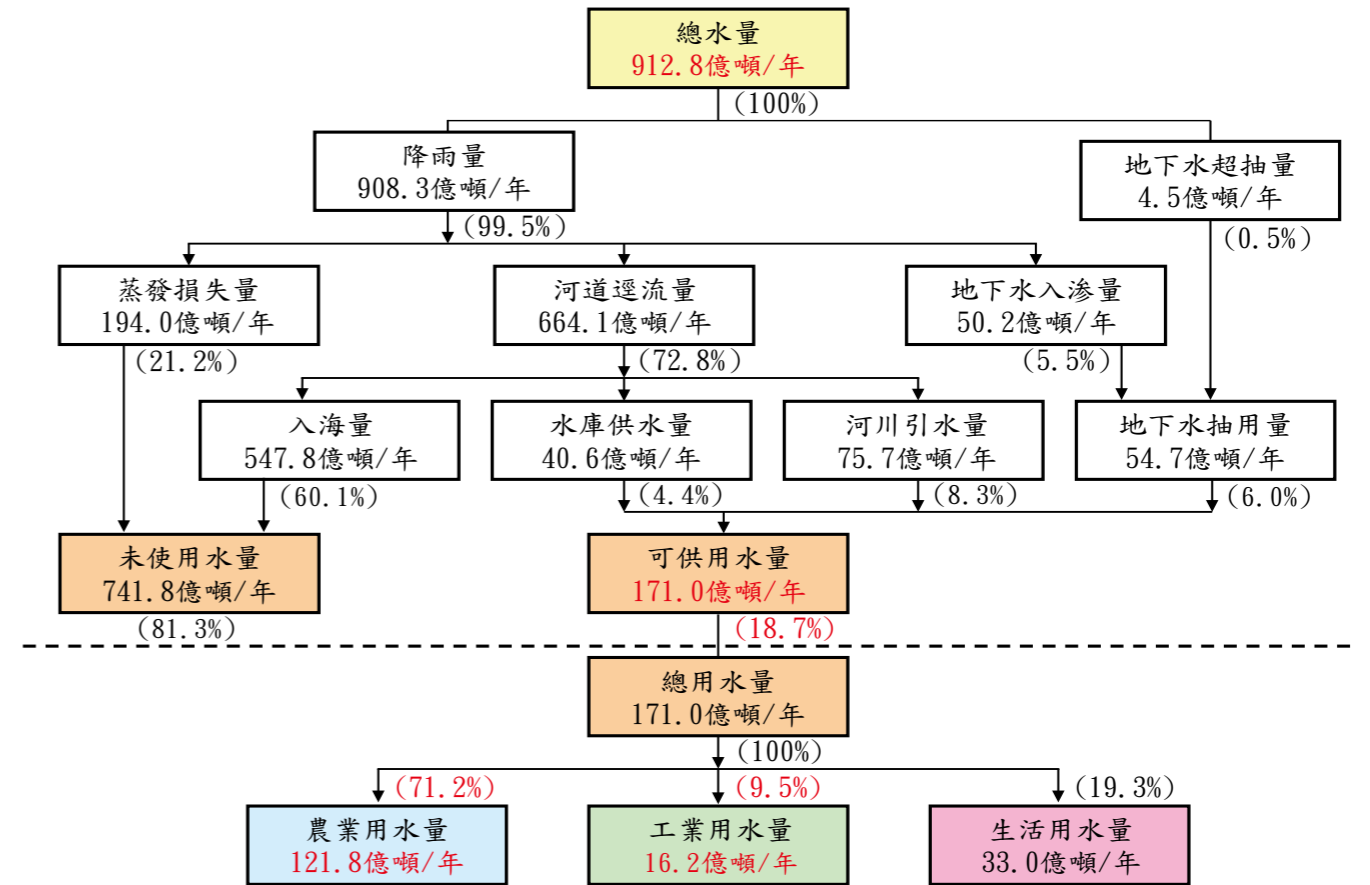 總水量
912.8億噸/年
(100%)
降雨量
908.3億噸/年
(99.5%)
地下水超抽量
4.5億噸/年
(0.5%)
蒸發損失量
194.0億噸/年
(21.2%)
河道逕流量
664.1億噸/年
(72.8%)
地下水入滲量
50.2億噸/年
(5.5%)
入海量
547.8億噸/年
(60.1%)
水庫供水量
40.6億噸/年
(4.4%)
河川引水量
75.7億噸/年
(8.3%)
地下水抽用量
54.7億噸/年
(6.0%)
未使用水量
741.8億噸/年
(81.3%)
可供用水量
171.0億噸/年
(18.7%)
總用水量
171.0億噸/年
(100%)
(71.2%)
農業用水量
121.8億噸/年
(9.5%)
工業用水量
16.2億噸/年
(19.3%)
生活用水量
33.0億噸/年